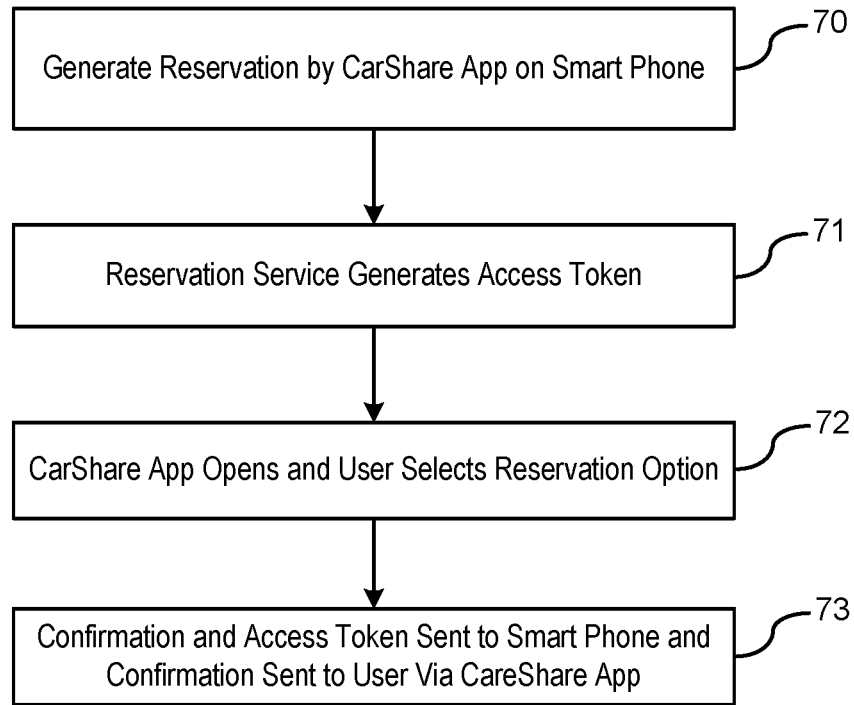 70
Generate Reservation by CarShare App on Smart Phone
71
Reservation Service Generates Access Token
72
CarShare App Opens and User Selects Reservation Option
73
Confirmation and Access Token Sent to Smart Phone and
Confirmation Sent to User Via CareShare App